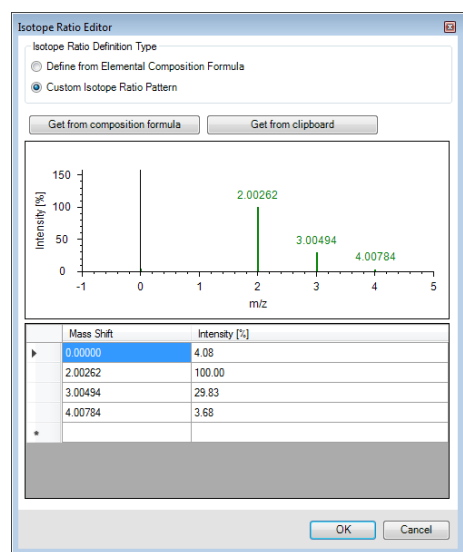 Isotope Ratio Editor
Isotope Ratio Definition Type
Define from Elemental Composition Formula
Custom Isotope Ratio Pattern
Get from composition formula Get from clipboard
150
100
50
0
Intensity [%]
2.00262
3.00494
4.00784
-1 0 1 2 3 4 5
m/z
Mass Shift Intensity [%]
0.00000 4.08
2.00262 100.00
3.00494 29.83
4.00784 3.68
*
OK Cancel